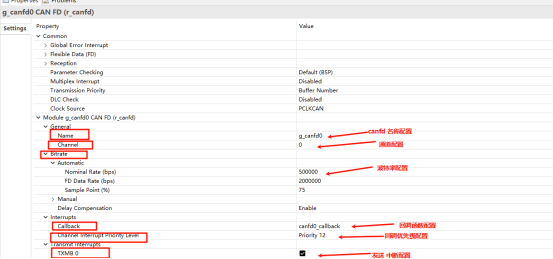 Properties Problems
g_canfd0 CAN FD (r_canfd)
Settings
Property Value
Common
Global Error Interrupt
Flexible Data (FD)
Reception
Parameter Checking Default (BSP)
Multiplex Interrupt Disabled
Transmission Priority Buffer Number
DLC Check Disabled
Clock Source PCLKCAN
Module g_canfd0 CAN FD (r_canfd)
General
Name g_canfd0 canfd 名称配置
Channel 0 通道配置
Bitrate
Automatic
Nominal Rate (bps) 500000 波特率配置
FD Data Rate (bps) 2000000
Sample Point (%) 75
Manual
Delay Compensation Enable
Interrupts
Callback canfd0_callback 回调函数配置
Channel Interrupt Priority Level Priority 12 回调优先级配置
Transmit Interrupts
TXMB 0 发送 中断配置